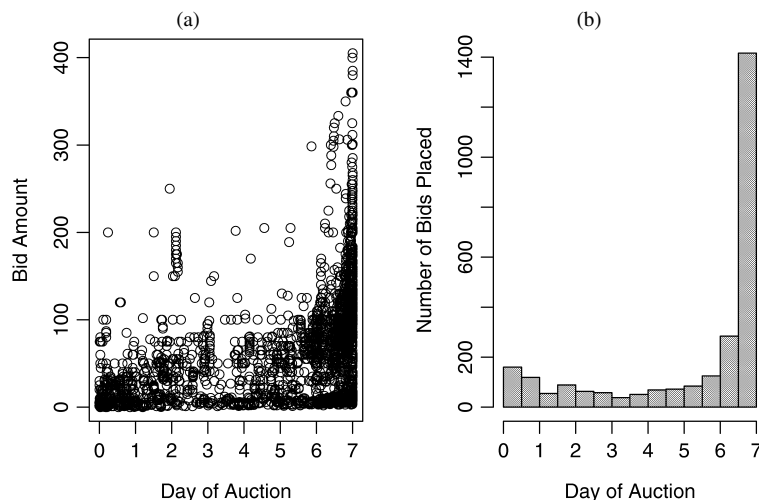 (a)
Bid Amount
400
300
200
100
0
0 1 2 3 4 5 6 7
Day of Auction
(b)
Number of Bids Placed
1400
1000
600
200
0
0 1 2 3 4 5 6 7
Day of Auction